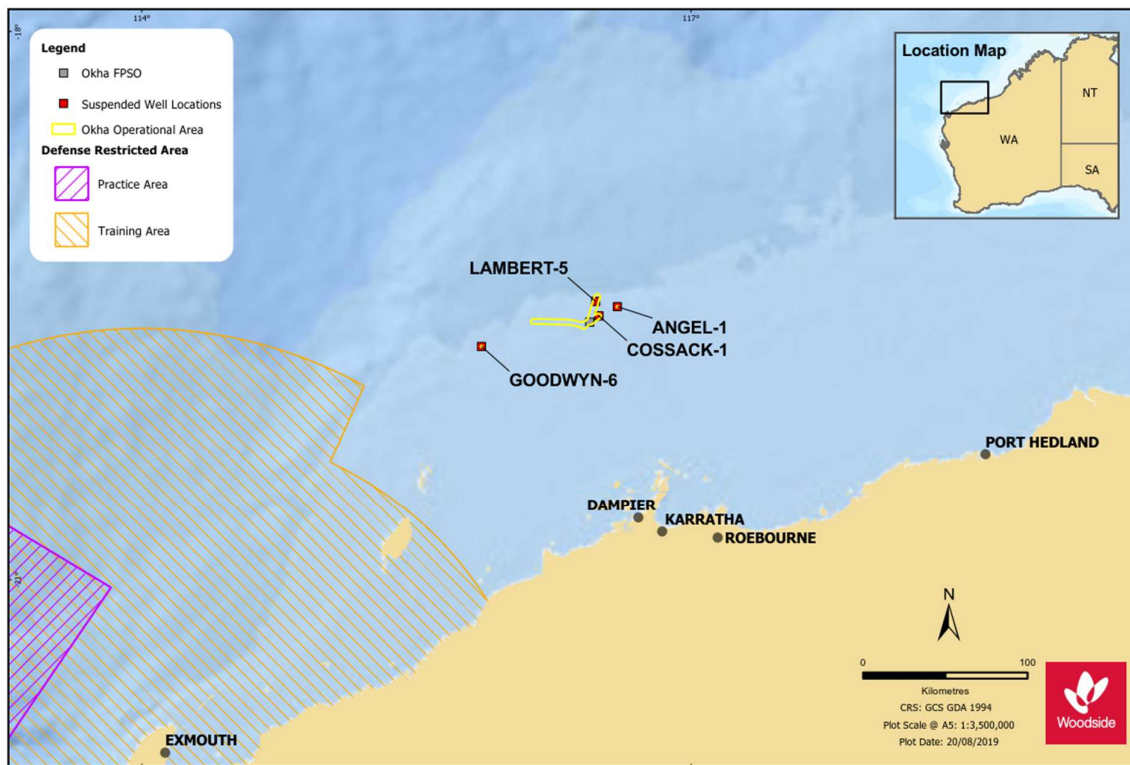 114°
117°
-18°
-21°
Legend
Okha FPSO
Suspended Well Locations
Okha Operational Area
Defense Restricted Area
Practice Area
Training Area
Location Map
NT
WA
SA
LAMBERT-5
ANGEL-1
COSSACK-1
GOODWYN-6
PORT HEDLAND
DAMPIER
KARRATHA
ROEBOURNE
EXMOUTH
N
0 100
Kilometres
CRS: GCS GDA 1994
Plot Scale @ A5: 1:3,500,000
Plot Date: 20/08/2019
Woodside